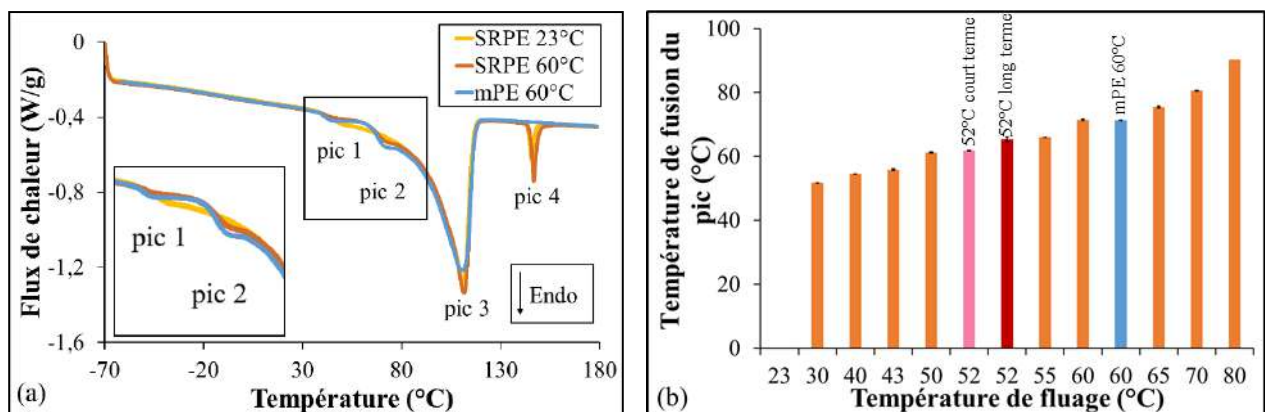 0
-0,4
-0,8
-1,2
-1,6
Flux de chaleur (W/g)
SRPE 23°C
SRPE 60°C
mPE 60°C
pic 1
pic 2
pic 1
pic 2
pic 3
pic 4
Endo
-70 -20 30 80 130 180
Température (°C)
(a)
100
80
60
40
20
0
Température de fusion du
pic (°C)
52°C court terme
52°C long terme
mPE 60°C
23 30 40 43 50 52 52 55 60 60 65 70 80
Température de fluage (°C)
(b)